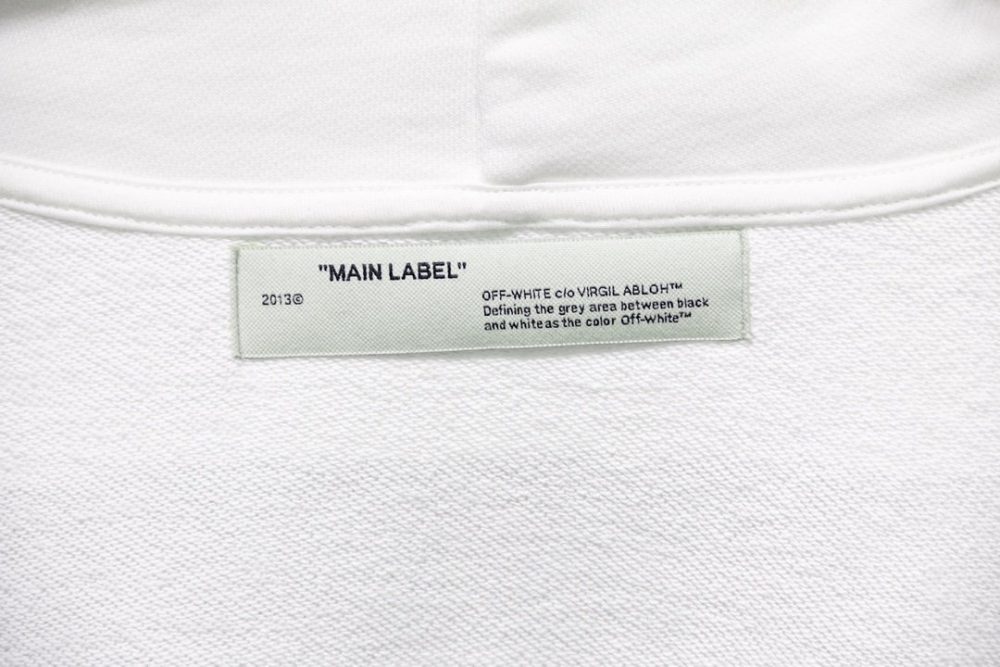 "MAIN LABEL"
2013©
OFF-WHITE c/o VIRGIL ABLOH™
Defining the grey area between black
and white as the color Off-White™